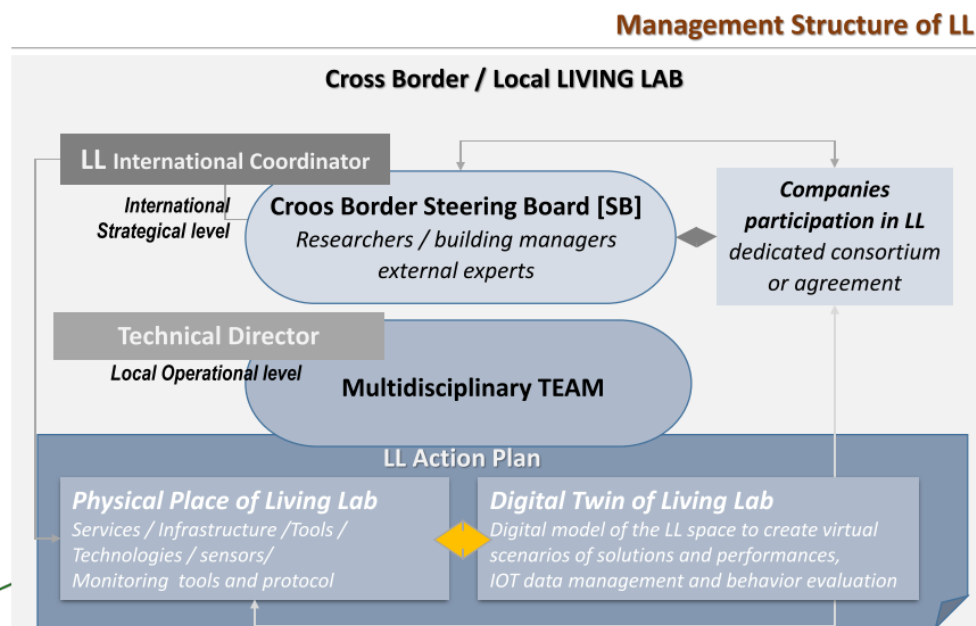 Management Structure of LL
Cross Border / Local LIVING LAB
LL International Coordinator
International
Strategical level
Croos Border Steering Board [SB]
Researchers / building managers
external experts
Companies
participation in LL
dedicated consortium
or agreement
Technical Director
Local Operational level
Multidisciplinary TEAM
LL Action Plan
Physical Place of Living Lab
Services / Infrastructure /Tools /
Technologies / sensors/
Monitoring tools and protocol
Digital Twin of Living Lab
Digital model of the LL space to create virtual
scenarios of solutions and performances,
IOT data management and behavior evaluation